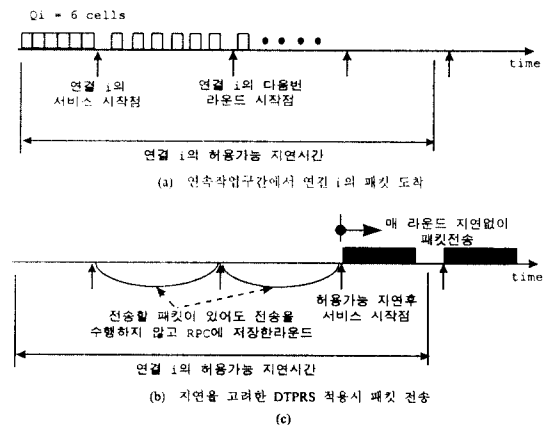 Qi = 6 cells
time
연결 i의
서비스 시작점
연결 i의 다음번
라운드 시작점
연결 i의 허용가능 지연시간
(a) 연속작업구간에서 연결 i의 패킷 도착
매 라운드 지연없이
패킷전송
time
전송할 패킷이 있어도 전송을
수행하지 않고 RPC에 저장한라운드
허용가능 지연후
서비스 시작점
연결 i의 허용가능 지연시간
(b) 지연을 고려한 DTPRS 적용시 패킷 전송
(c)